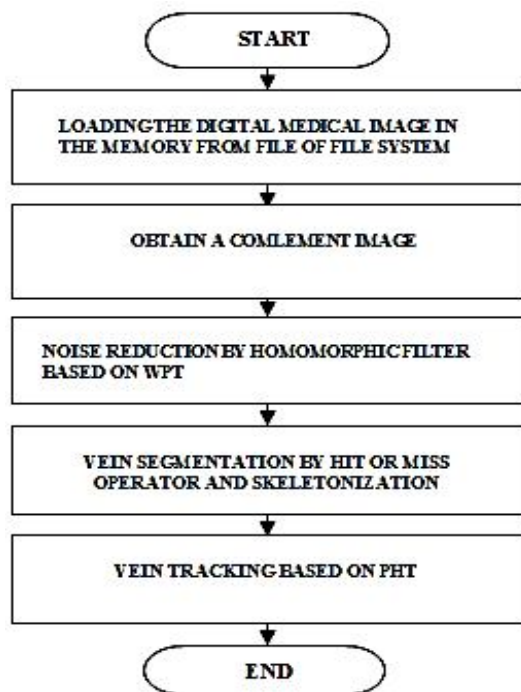 START
LOADING THE DIGITAL MEDICAL IMAGE IN
THE MEMORY FROM FILE OF FILE SYSTEM
OBTAIN A COMLEMENT IMAGE
NOISE REDUCTION BY HOMOMORPHIC FILTER
BASED ON WPT
VEIN SEGMENTATION BY HIT OR MISS
OPERATOR AND SKELETONIZATION
VEIN TRACKING BASED ON PHT
END